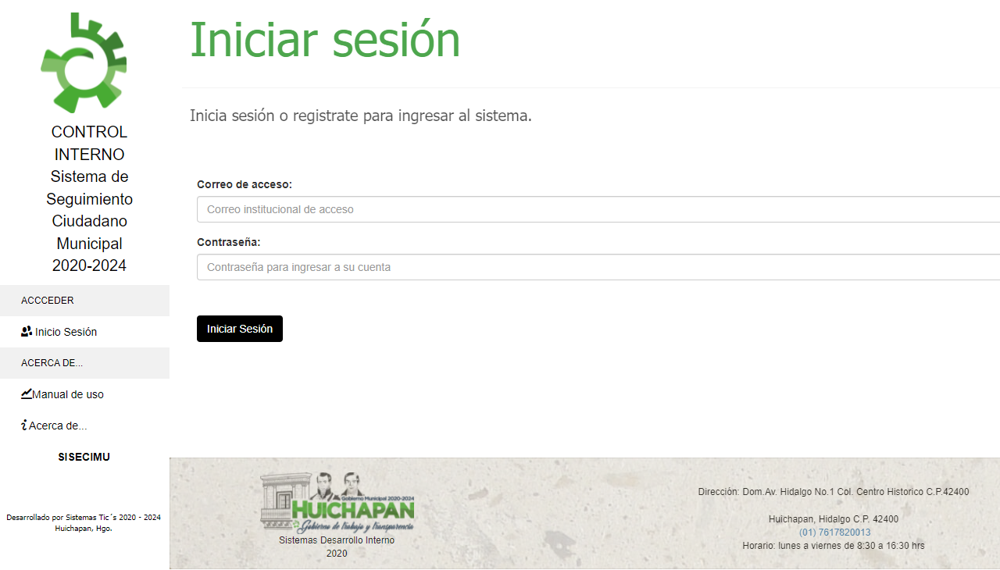 CONTROL
INTERNO
Sistema de
Seguimiento
Ciudadano
Municipal
2020-2024
ACCCEDER
Inicio Sesión
ACERCA DE...
Manual de uso
Acerca de...
SISECIMU
Desarrollado por Sistemas Tic´s 2020 - 2024
Huichapan, Hgo.
Iniciar sesión
Inicia sesión o registrate para ingresar al sistema.
Correo de acceso:
Correo institucional de acceso
Contraseña:
Contraseña para ingresar a su cuenta
Iniciar Sesión
Gobierno Municipal 2020-2024
HUICHAPAN
Gobierno de trabajo y Transparencia
Sistemas Desarrollo Interno
2020
Dirección: Dom.Av. Hidalgo No.1 Col. Centro Historico C.P.42400
Huichapan, Hidalgo C.P. 42400
(01) 7617820013
Horario: lunes a viernes de 8:30 a 16:30 hrs